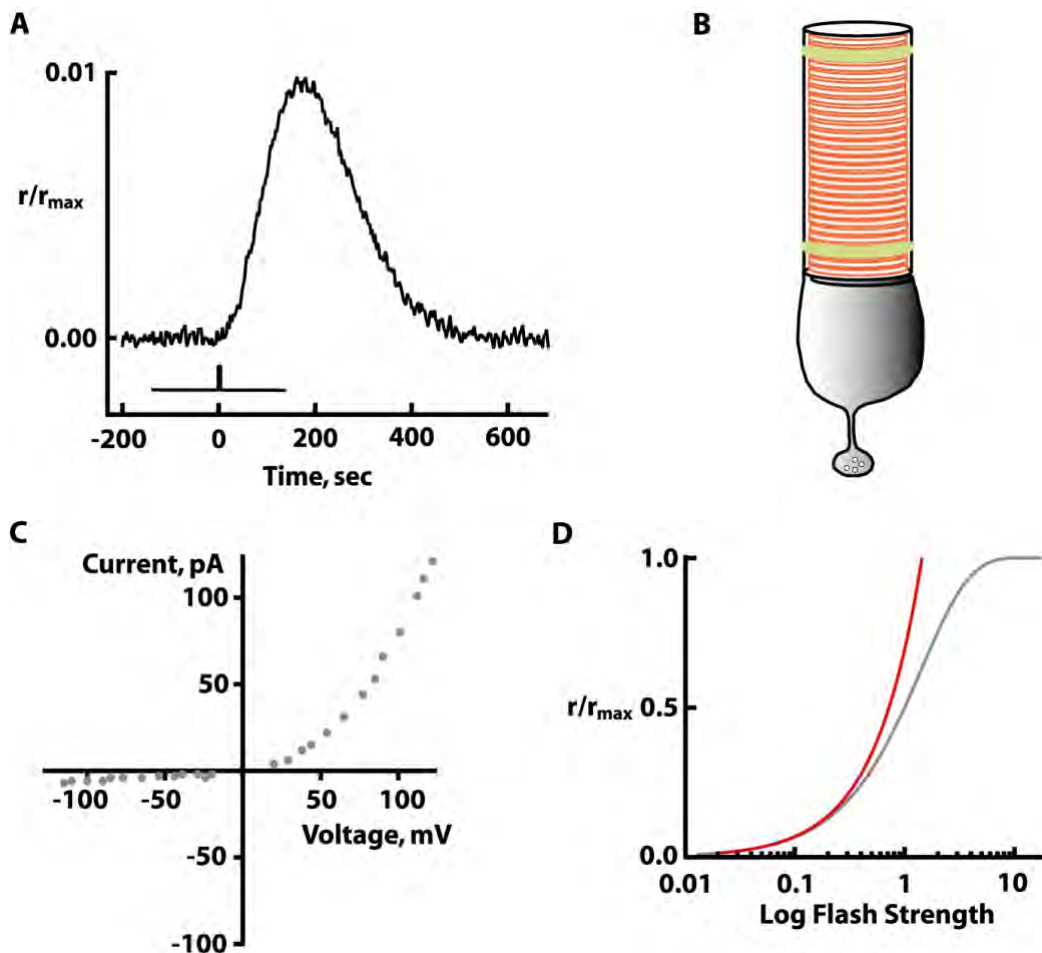 A
0.01
r/rmax
0.00
-200 0 200 400 600
Time, sec
B
C
Current, pA
100
50
-100 -50 50 100
Voltage, mV
-50
-100
D
1.0
r/rmax 0.5
0.0
0.01 0.1 1 10
Log Flash Strength